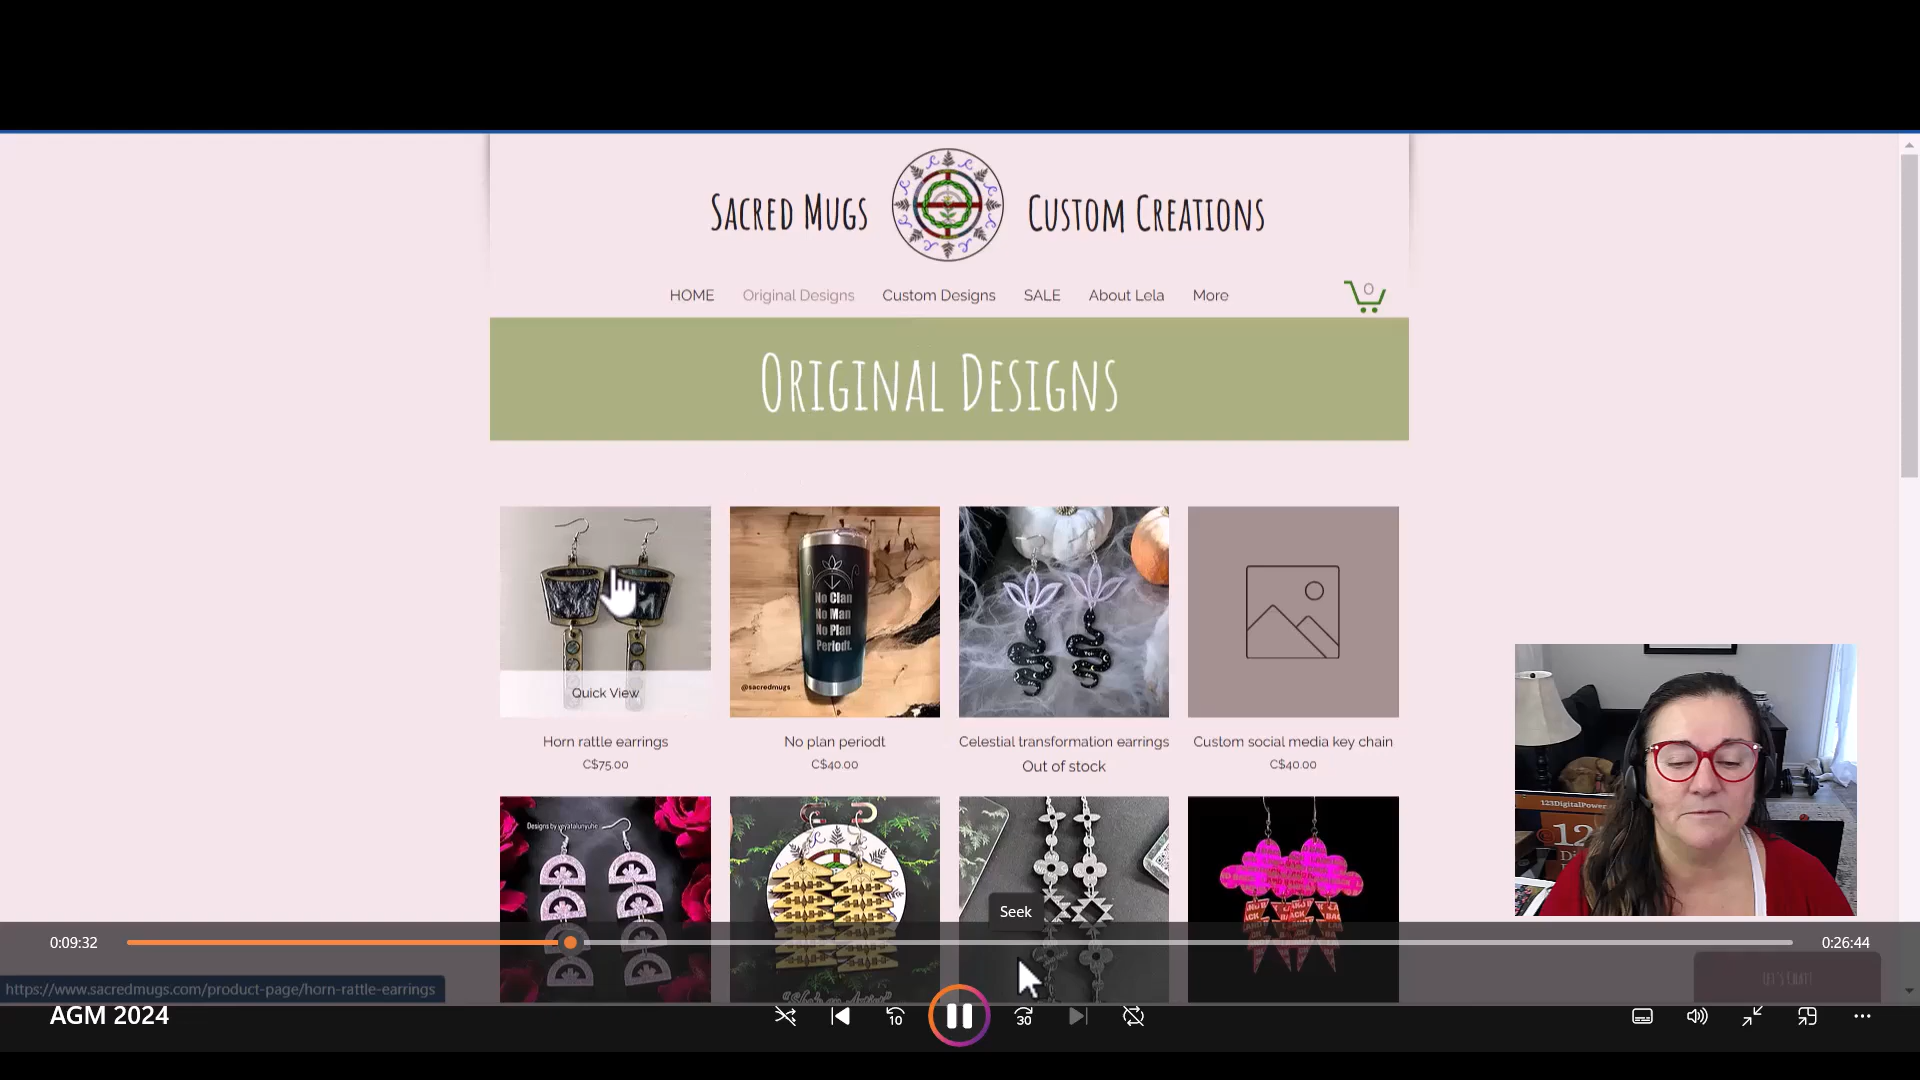 Sacred Mugs
Custom Creations
HOME
Original Designs
Custom Designs
SALE
About Lela
More
0
Original Designs
No Clan
No Man
No Plan
Periodt.
@sacredmugs
Quick View
Horn rattle earrings
No plan periodt
Celestial transformation earrings
Custom social media key chain
C$75.00
C$40.00
Out of stock
C$40.00
123DigitalPower
Seek
0:09:32
0:26:44
https://www.sacredmugs.com/product-page/horn-rattle-earrings
Let's Chat!
AGM 2024
10
30